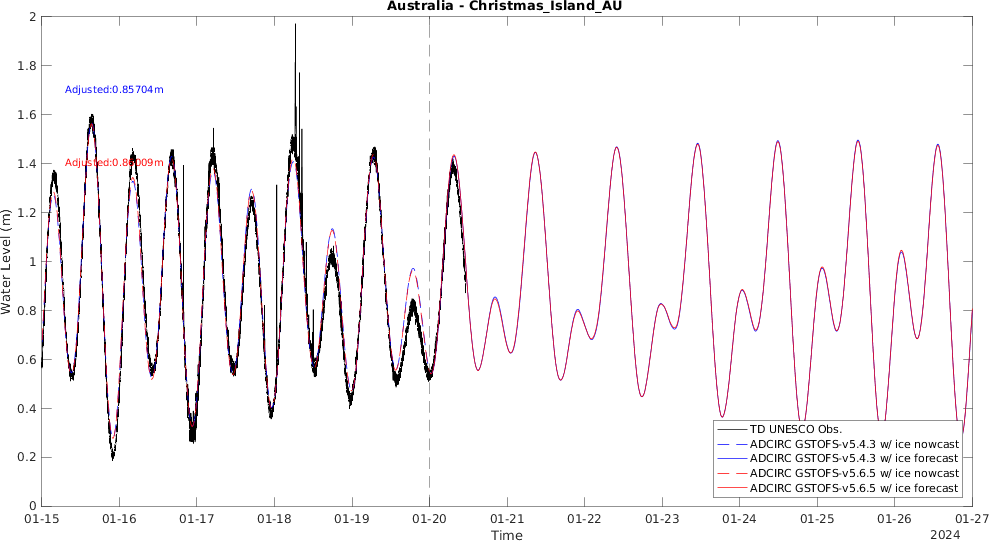 Australia - Christmas_Island_AU
2
1.8
1.6
1.4
1.2
1
0.8
0.6
0.4
0.2
0
Water Level (m)
Adjusted:0.85704m
Adjusted:0.86009m
TD UNESCO Obs.
ADCIRC GSTOFS-v5.4.3 w/ ice nowcast
ADCIRC GSTOFS-v5.4.3 w/ ice forecast
ADCIRC GSTOFS-v5.6.5 w/ ice nowcast
ADCIRC GSTOFS-v5.6.5 w/ ice forecast
01-15 01-16 01-17 01-18 01-19 01-20 01-21 01-22 01-23 01-24 01-25 01-26 01-27
Time
2024